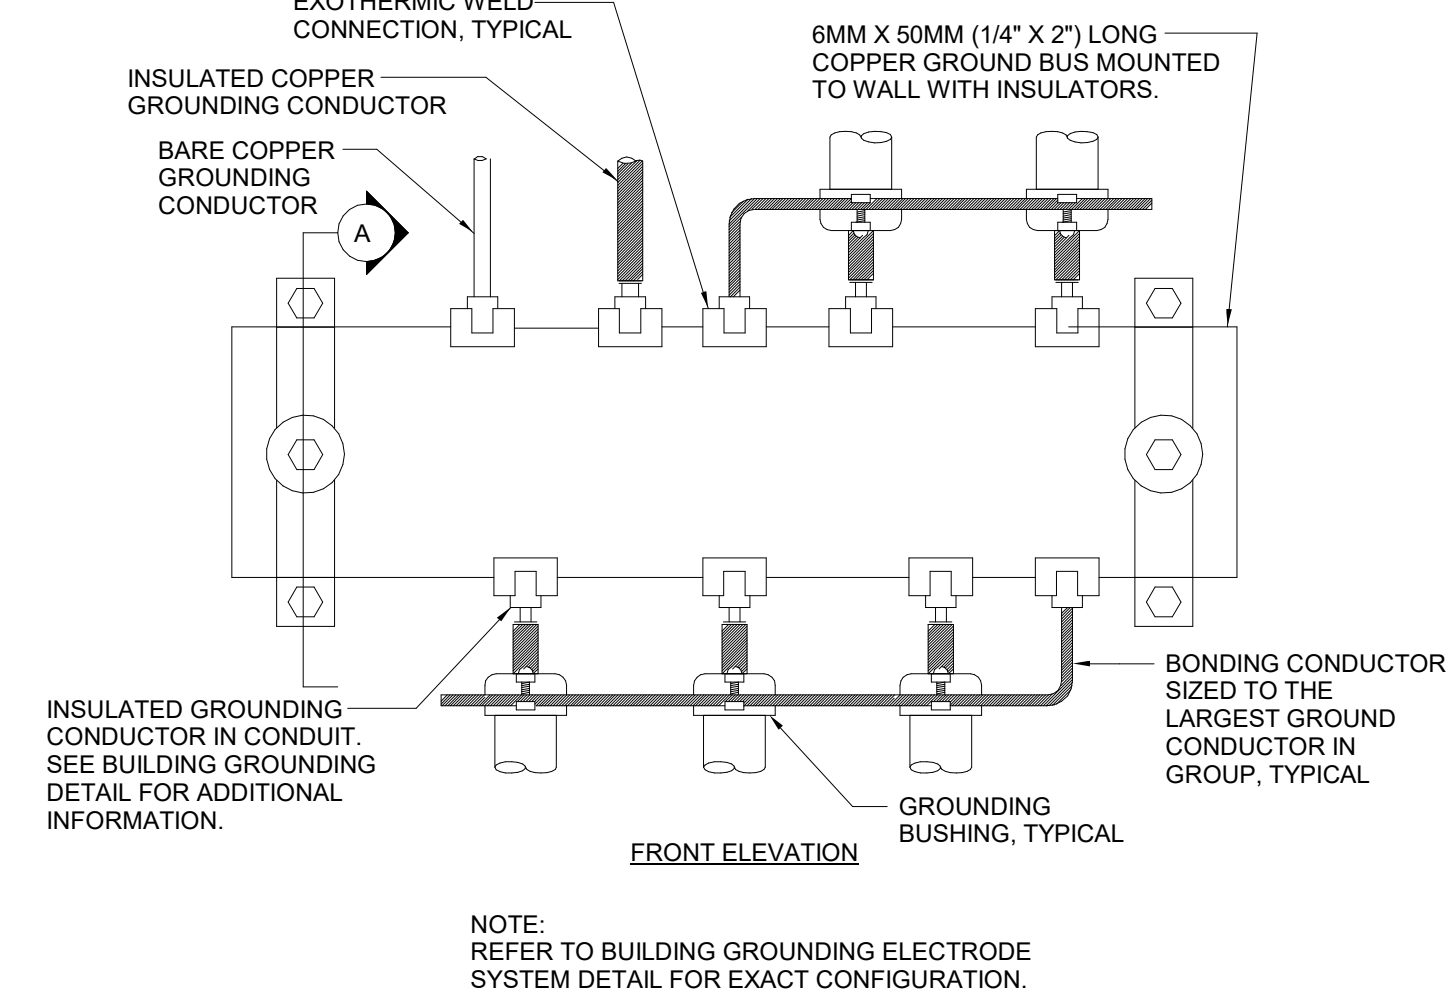 EXOTHERMIC WELD
CONNECTION, TYPICAL
6MM X 50MM (1/4" X 2") LONG
COPPER GROUND BUS MOUNTED
TO WALL WITH INSULATORS.
INSULATED COPPER
GROUNDING CONDUCTOR
BARE COPPER
GROUNDING
CONDUCTOR
A
BONDING CONDUCTOR
SIZED TO THE
LARGEST GROUND
CONDUCTOR IN
GROUP, TYPICAL
INSULATED GROUNDING
CONDUCTOR IN CONDUIT.
SEE BUILDING GROUNDING
DETAIL FOR ADDITIONAL
INFORMATION.
GROUNDING
BUSHING, TYPICAL
FRONT ELEVATION
NOTE:
REFER TO BUILDING GROUNDING ELECTRODE
SYSTEM DETAIL FOR EXACT CONFIGURATION.